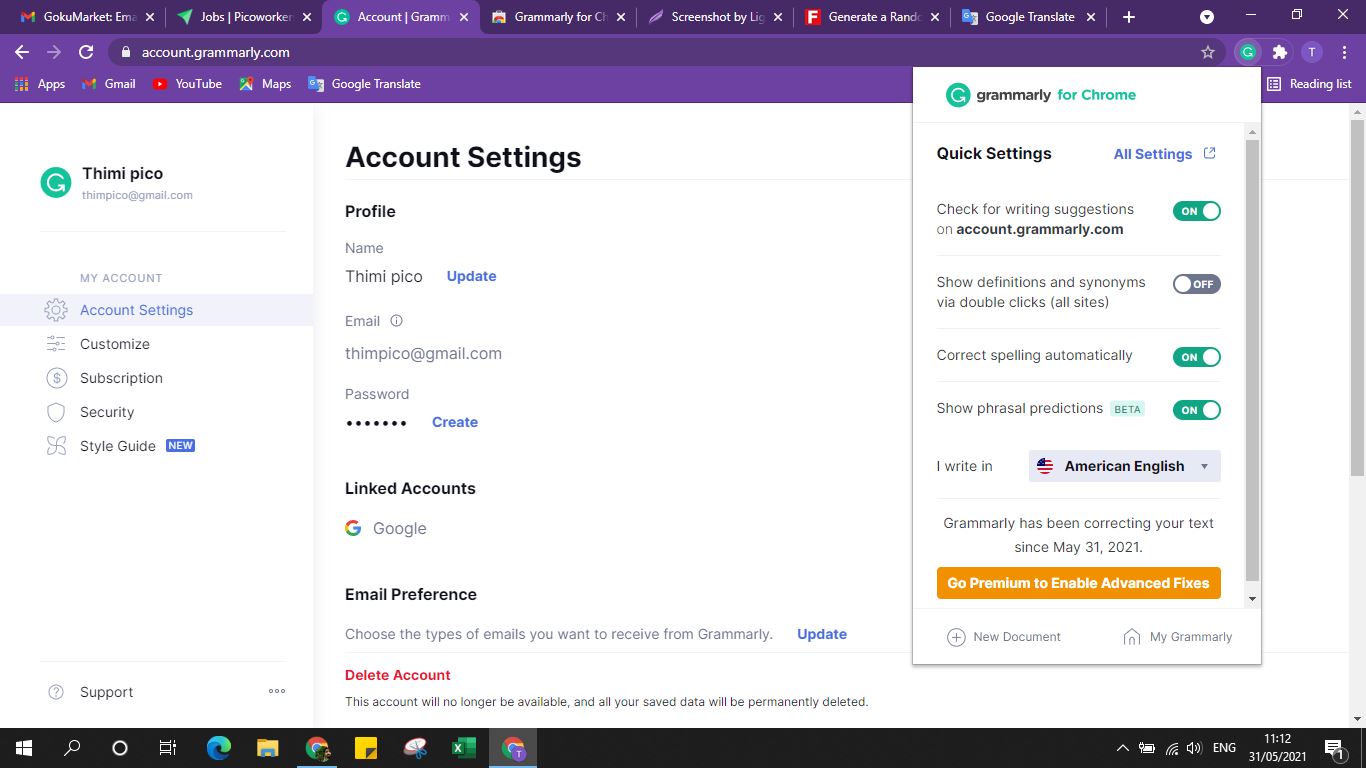 GokuMarket: Ema
Jobs | Picoworker
Account | Gramm
Grammarly for Ch
Screenshot by Lig
Generate a Rando
Google Translate
account.grammarly.com
T
Apps
Gmail
YouTube
Maps
Google Translate
Reading list
Thimi pico
thimpico@gmail.com
MY ACCOUNT
Account Settings
Customize
Subscription
Security
Style Guide NEW
Support
Account Settings
Profile
Name
Thimi pico Update
Email
thimpico@gmail.com
Password
••••••• Create
Linked Accounts
Google
Email Preference
Choose the types of emails you want to receive from Grammarly. Update
Delete Account
This account will no longer be available, and all your saved data will be permanently deleted.
grammarly for Chrome
Quick Settings All Settings
Check for writing suggestions
on account.grammarly.com
ON
Show definitions and synonyms
via double clicks (all sites)
OFF
Correct spelling automatically ON
Show phrasal predictions BETA ON
I write in American English
Grammarly has been correcting your text
since May 31, 2021.
Go Premium to Enable Advanced Fixes
New Document My Grammarly
T
ENG
11:12
31/05/2021
1